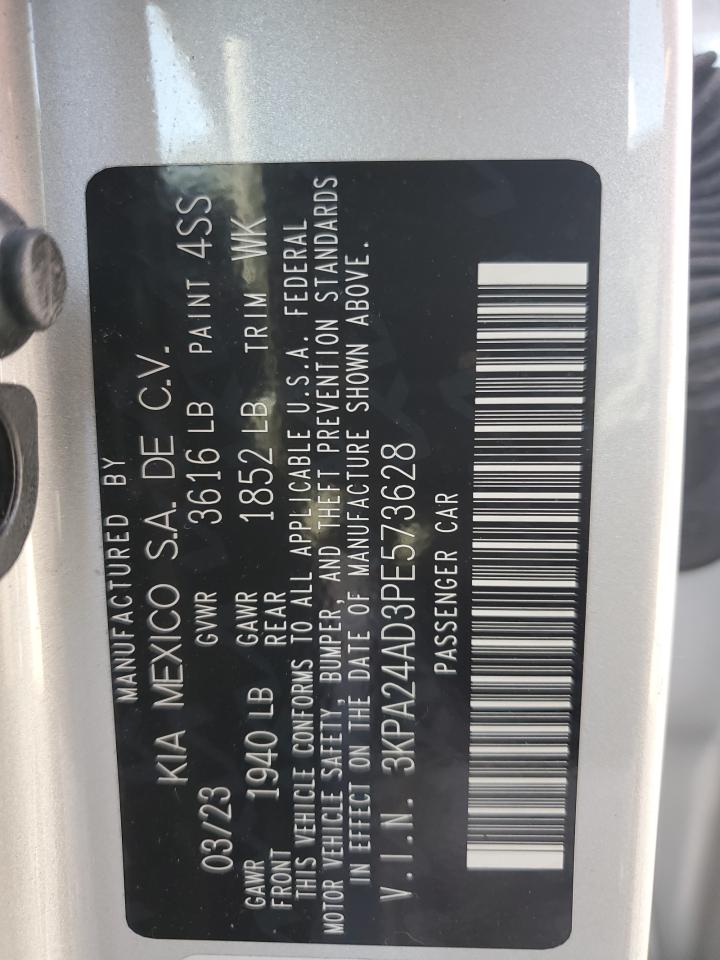 MANUFACTURED BY
KIA MEXICO S.A. DE C.V.
03/23 GVWR 3616 LB PAINT 4SS
GAWR FRONT 1940 LB GAWR REAR 1852 LB TRIM WK
THIS VEHICLE CONFORMS TO ALL APPLICABLE U.S.A. FEDERAL
MOTOR VEHICLE SAFETY, BUMPER, AND THEFT PREVENTION STANDARDS
IN EFFECT ON THE DATE OF MANUFACTURE SHOWN ABOVE.
V.I.N. 3KPA24AD3PE573628
PASSENGER CAR